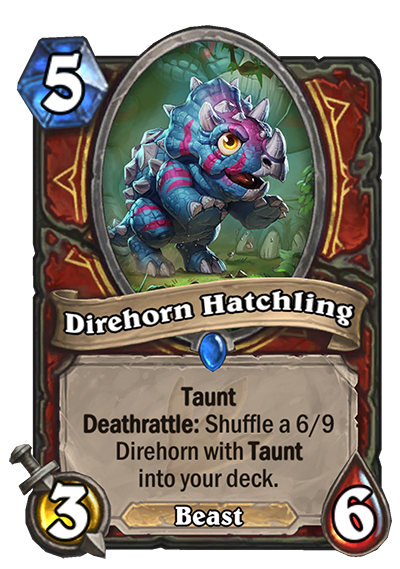 5
Direhorn Hatchling
Taunt
Deathrattle: Shuffle a 6/9
Direhorn with Taunt
into your deck.
3
Beast
6